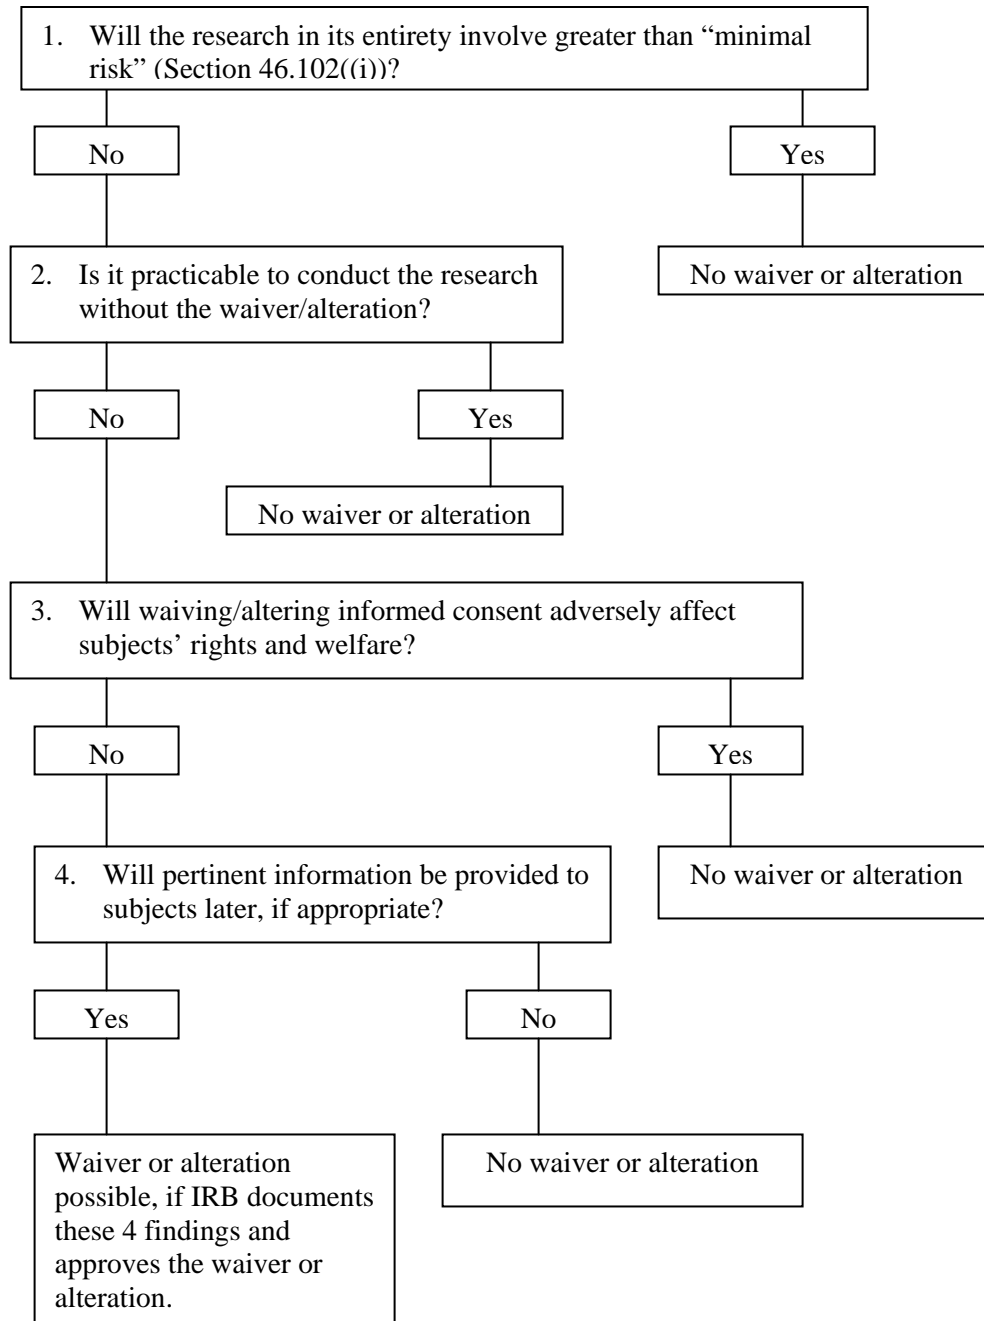 1. Will the research in its entirety involve greater than “minimal
risk” (Section 46.102((i))?
No
Yes
2. Is it practicable to conduct the research
without the waiver/alteration?
No waiver or alteration
No
Yes
No waiver or alteration
3. Will waiving/altering informed consent adversely affect
subjects’ rights and welfare?
No
Yes
4. Will pertinent information be provided to
subjects later, if appropriate?
No waiver or alteration
Yes
No
Waiver or alteration
possible, if IRB documents
these 4 findings and
approves the waiver or
alteration.
No waiver or alteration